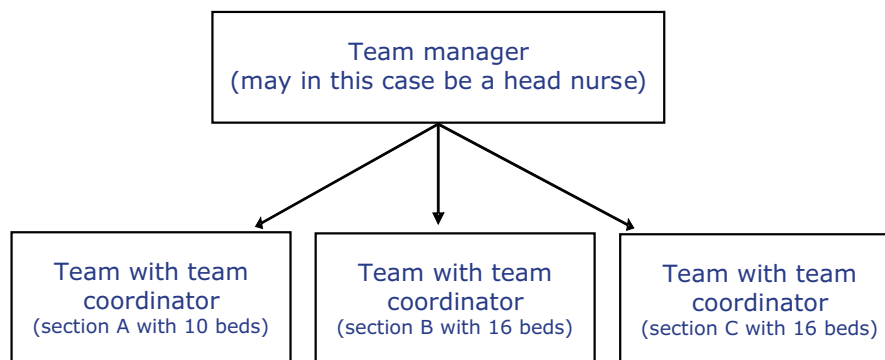 Team manager
(may in this case be a head nurse)
Team with team
coordinator
(section A with 10 beds)
Team with team
coordinator
(section B with 16 beds)
Team with team
coordinator
(section C with 16 beds)